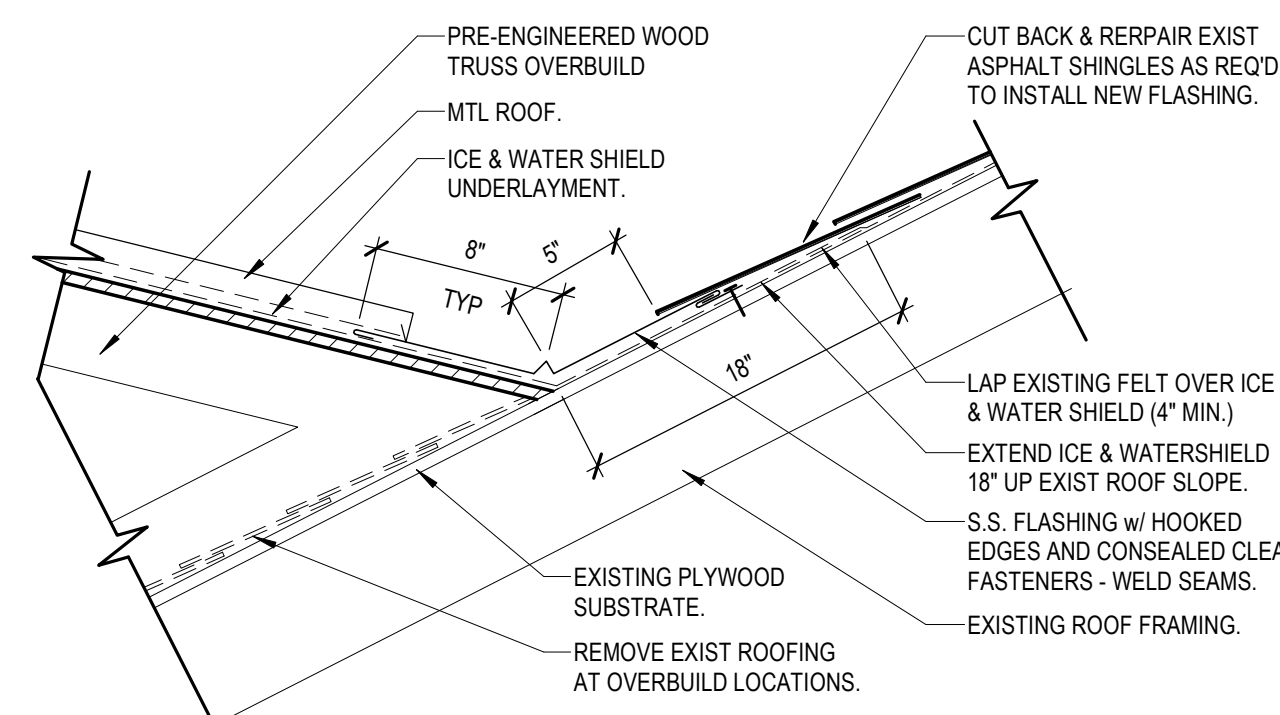 PRE-ENGINEERED WOOD
TRUSS OVERBUILD
MTL ROOF.
ICE & WATER SHIELD
UNDERLAYMENT.
CUT BACK & RERPAIR EXIST
ASPHALT SHINGLES AS REQ'D
TO INSTALL NEW FLASHING.
8"
TYP
5"
18"
LAP EXISTING FELT OVER ICE
& WATER SHIELD (4" MIN.)
EXTEND ICE & WATERSHIELD
18" UP EXIST ROOF SLOPE.
S.S. FLASHING w/ HOOKED
EDGES AND CONSEALED
FASTENERS - WELD SEAMS.
EXISTING ROOF FRAMING.
EXISTING PLYWOOD
SUBSTRATE.
REMOVE EXIST ROOFING
AT OVERBUILD LOCATIONS.